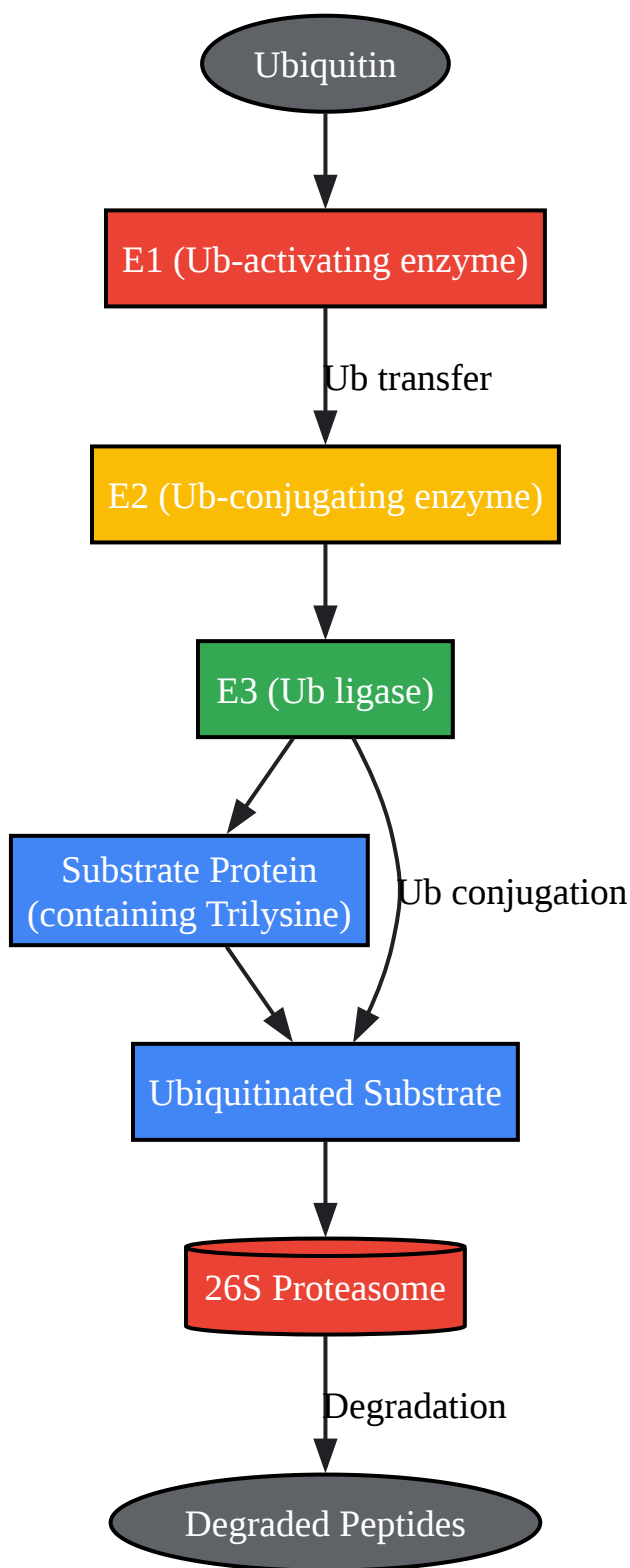 Ubiquitin
E1 (Ub-activating enzyme)
Ub transfer
E2 (Ub-conjugating enzyme)
E3 (Ub ligase)
Substrate Protein
(containing Trilysine)
Ub conjugation
Ubiquitinated Substrate
26S Proteasome
Degradation
Degraded Peptides